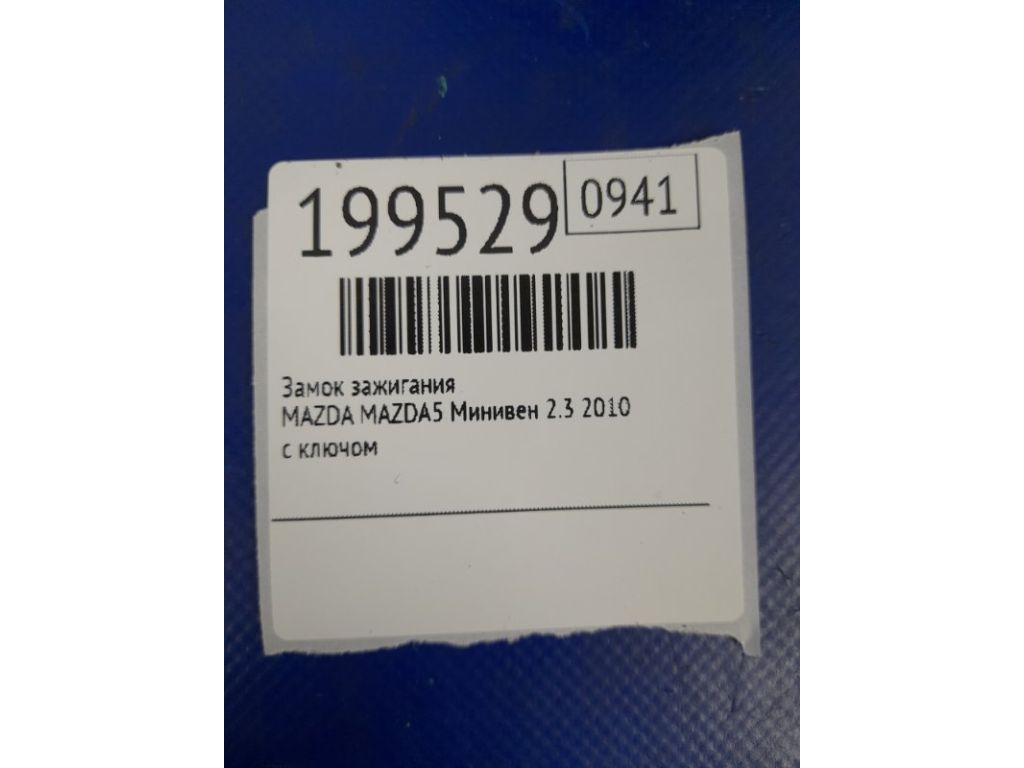 199529 0941
Замок зажигания
MAZDA MAZDA5 Минивен 2.3 2010
с ключом